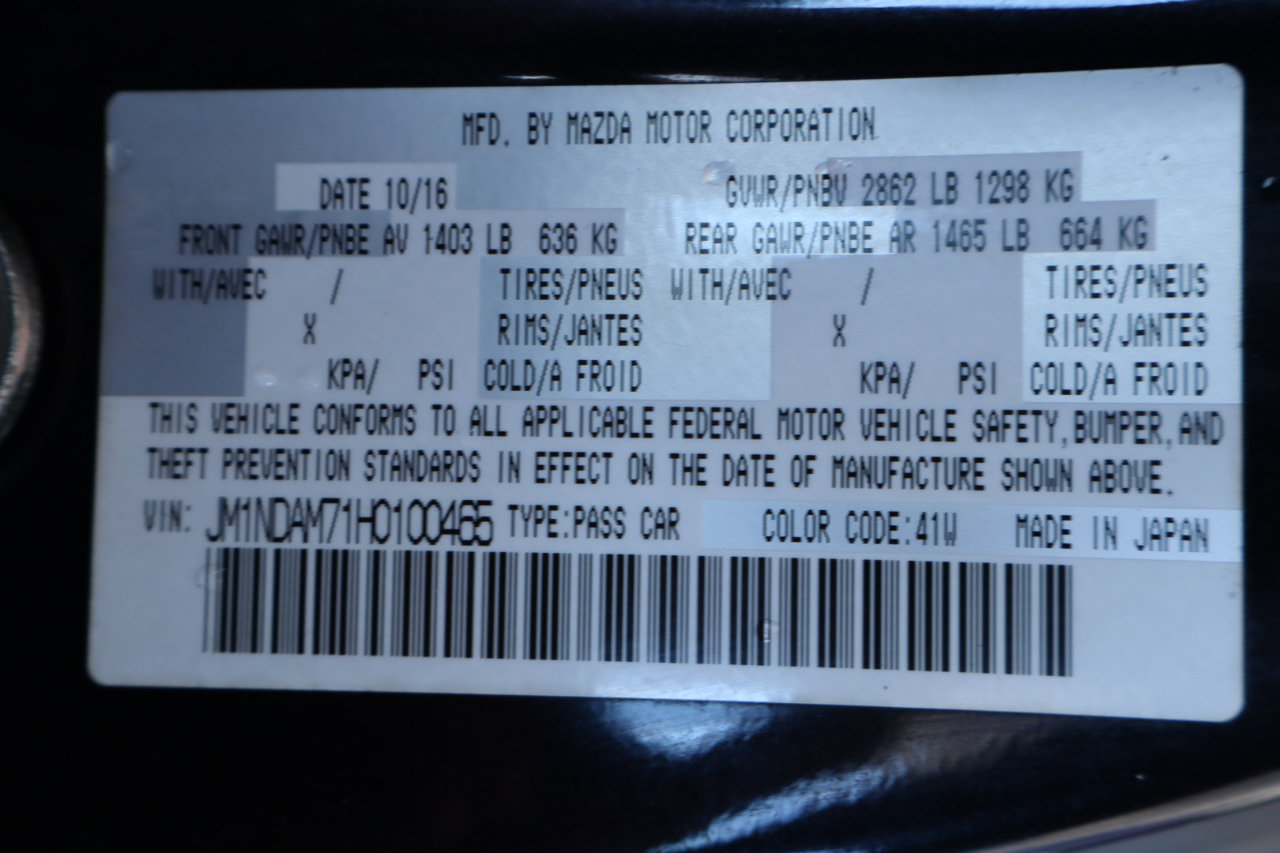 MFD. BY MAZDA MOTOR CORPORATION
DATE 10/16 GVWR/PNBV 2862 LB 1298 KG
FRONT GAWR/PNBE AV 1403 LB 636 KG REAR GAWR/PNBE AR 1465 LB 664 KG
WITH/AVEC / TIRES/PNEUS WITH/AVEC / TIRES/PNEUS
X RIMS/JANTES X RIMS/JANTES
KPA/ PSI COLD/A FROID KPA/ PSI COLD/A FROID
THIS VEHICLE CONFORMS TO ALL APPLICABLE FEDERAL MOTOR VEHICLE SAFETY, BUMPER, AND
THEFT PREVENTION STANDARDS IN EFFECT ON THE DATE OF MANUFACTURE SHOWN ABOVE.
VIN: JM1NDAM71H0100465 TYPE:PASS CAR COLOR CODE:41W MADE IN JAPAN